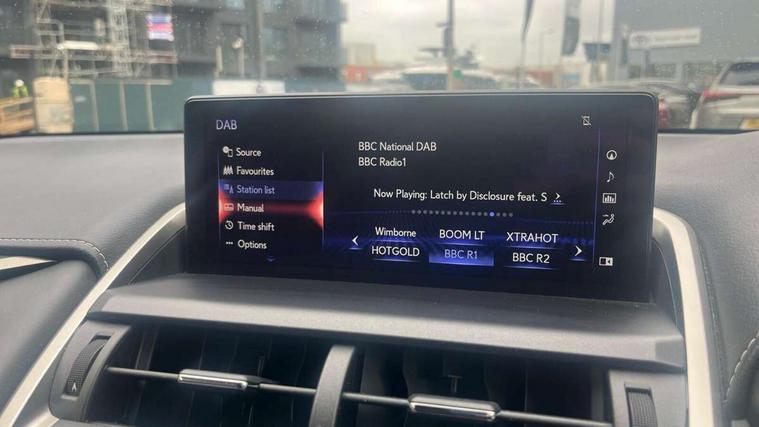 DAB
Source
Favourites
Station list
Manual
Time shift
Options
BBC National DAB
BBC Radio1
Now Playing: Latch by Disclosure feat. S
Wimborne BOOM LT XTRAHOT
HOTGOLD BBC R1 BBC R2